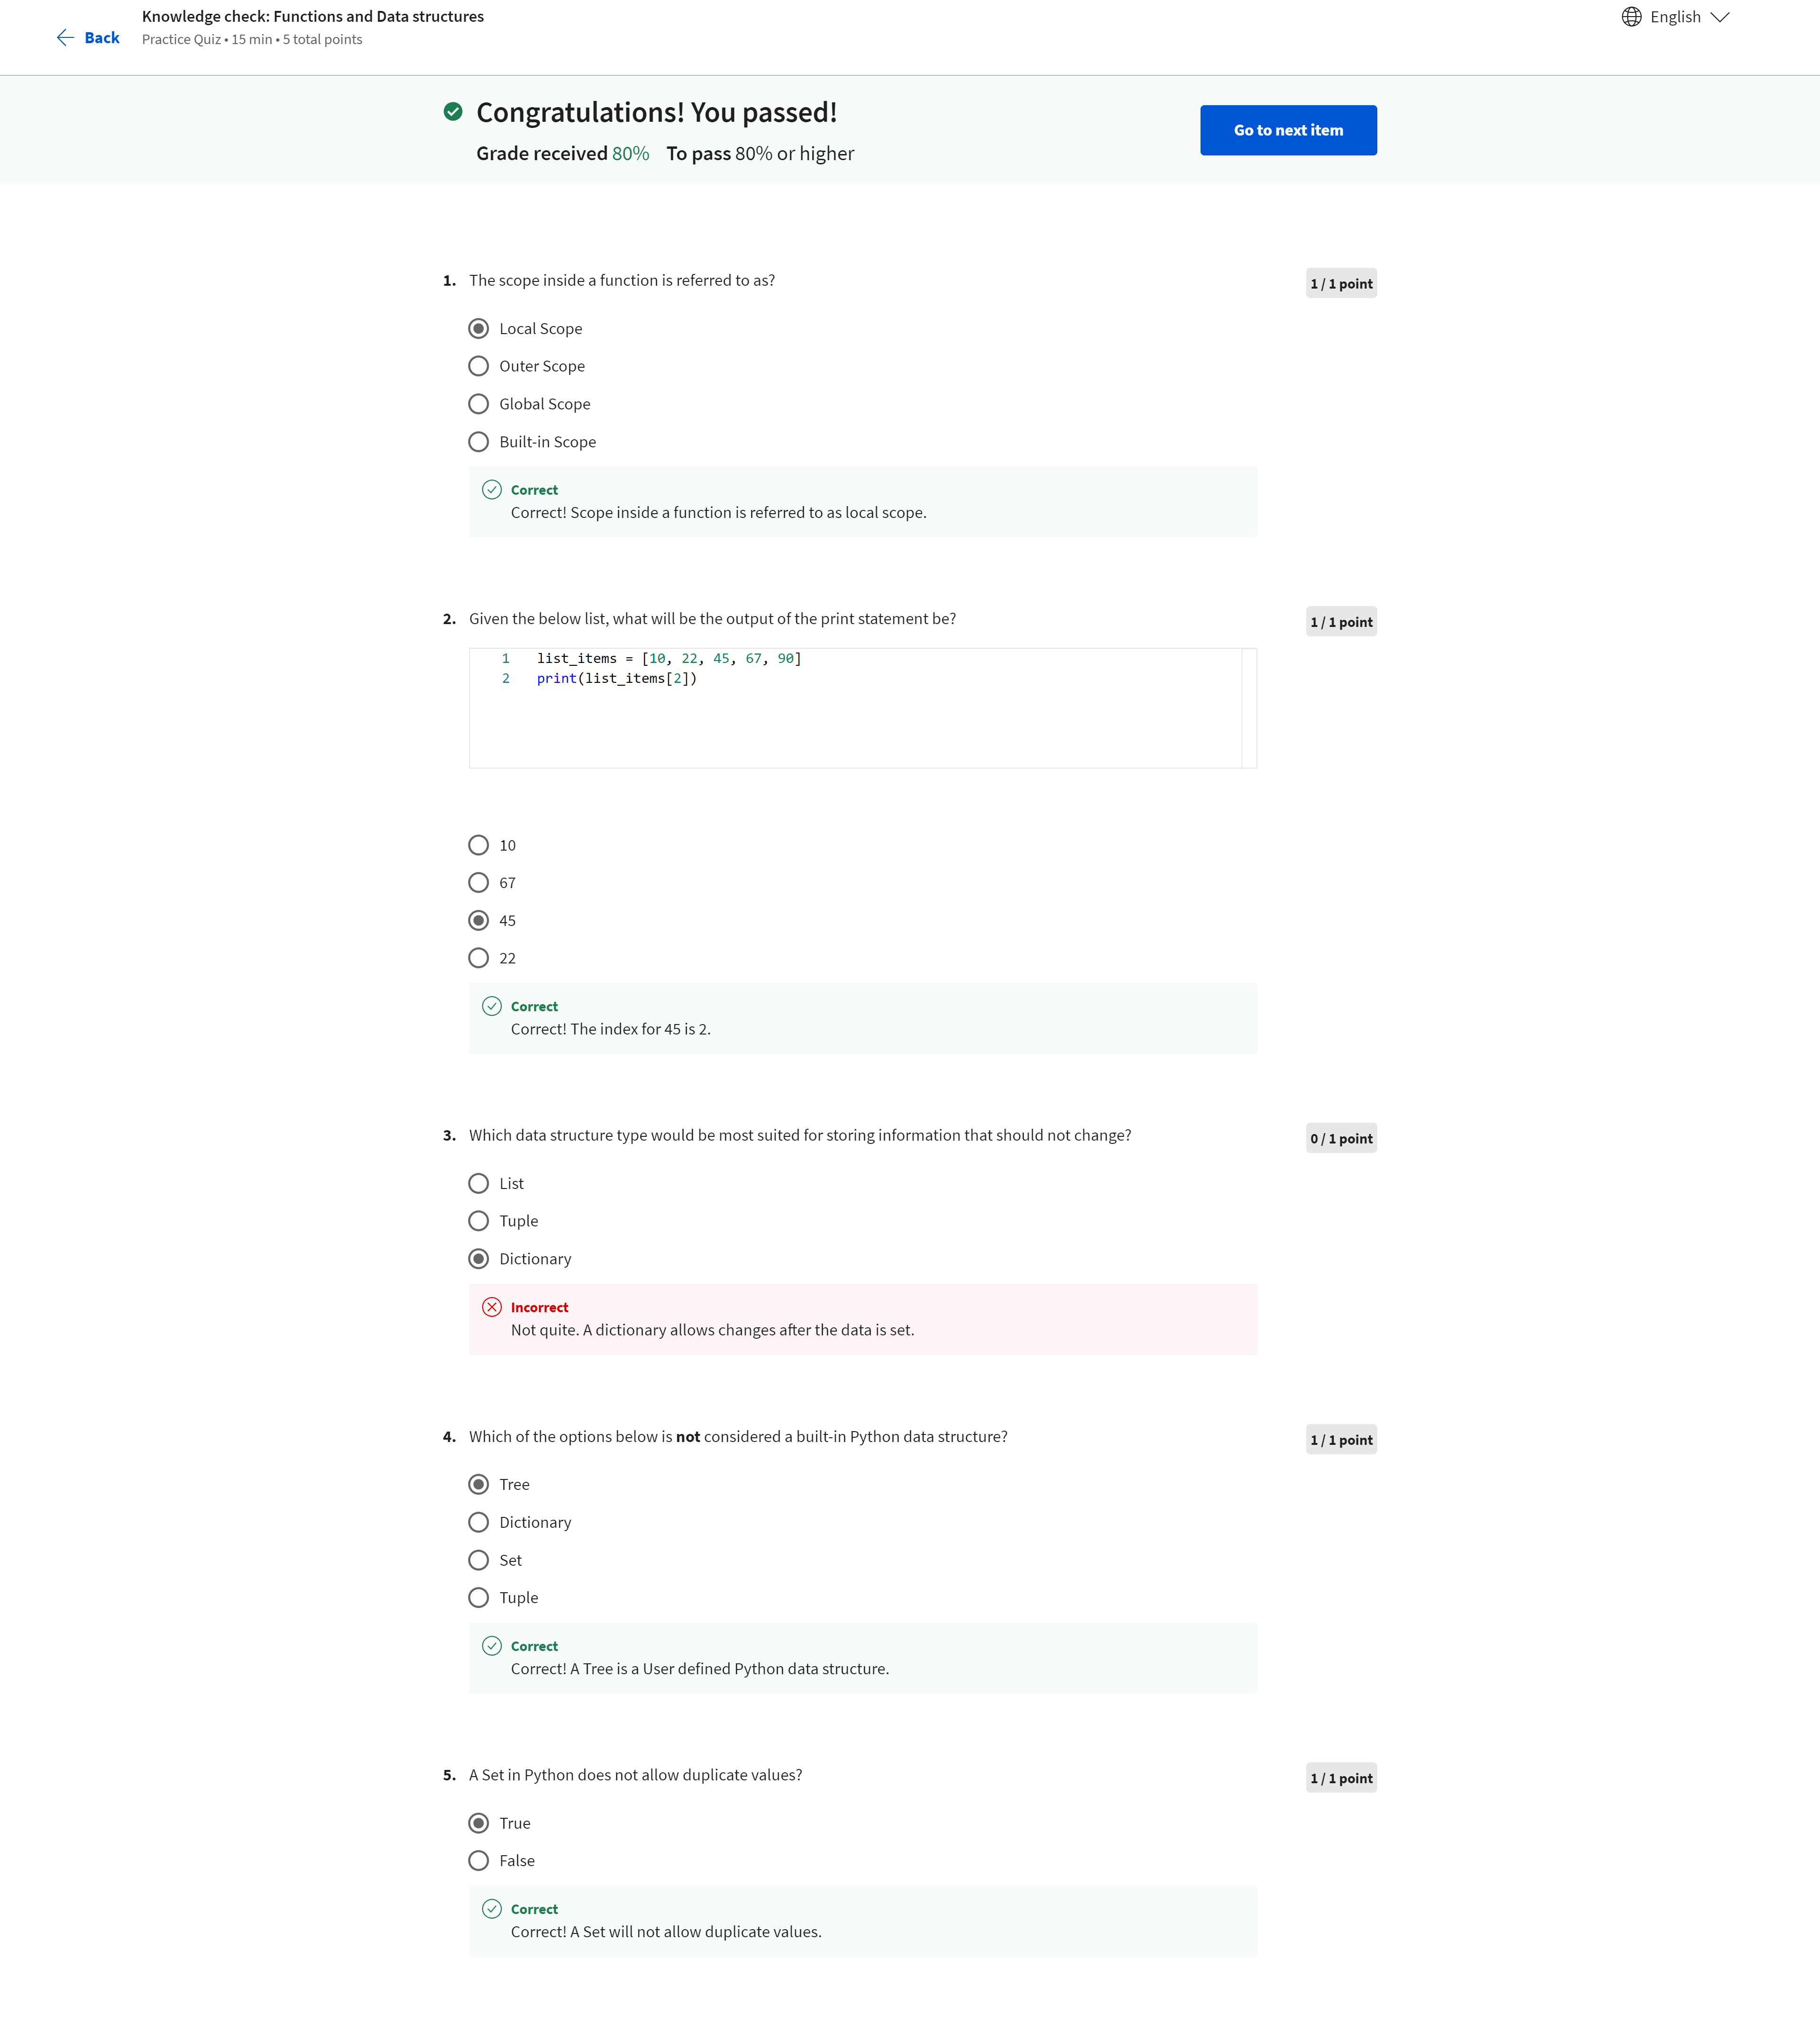 Back
Knowledge check: Functions and Data structures
Practice Quiz • 15 min • 5 total points
English
Congratulations! You passed!
Grade received 80% To pass 80% or higher
Go to next item
1. The scope inside a function is referred to as?
1 / 1 point
Local Scope
Outer Scope
Global Scope
Built-in Scope
Correct
Correct! Scope inside a function is referred to as local scope.
2. Given the below list, what will be the output of the print statement be?
1 / 1 point
1 list_items = [10, 22, 45, 67, 90]
2 print(list_items[2])
10
67
45
22
Correct
Correct! The index for 45 is 2.
3. Which data structure type would be most suited for storing information that should not change?
0 / 1 point
List
Tuple
Dictionary
Incorrect
Not quite. A dictionary allows changes after the data is set.
4. Which of the options below is not considered a built-in Python data structure?
1 / 1 point
Tree
Dictionary
Set
Tuple
Correct
Correct! A Tree is a User defined Python data structure.
5. A Set in Python does not allow duplicate values?
1 / 1 point
True
False
Correct
Correct! A Set will not allow duplicate values.